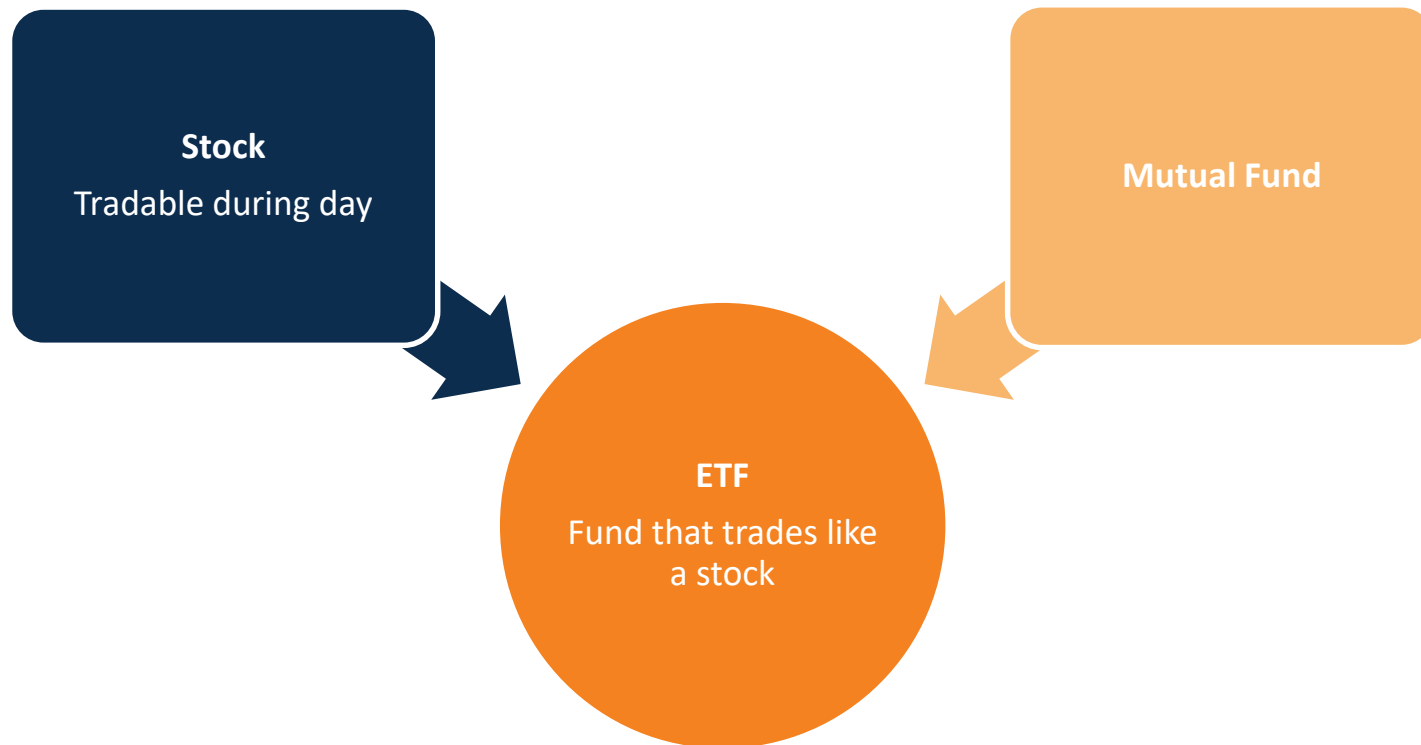 Stock
Tradable during day
Mutual Fund
ETF
Fund that trades like
a stock